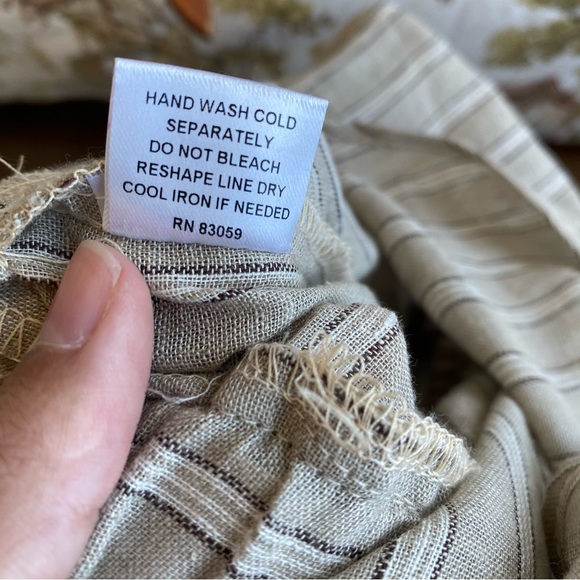 HAND WASH COLD
SEPARATELY
DO NOT BLEACH
RESHAPE LINE DRY
COOL IRON IF NEEDED
RN 83059